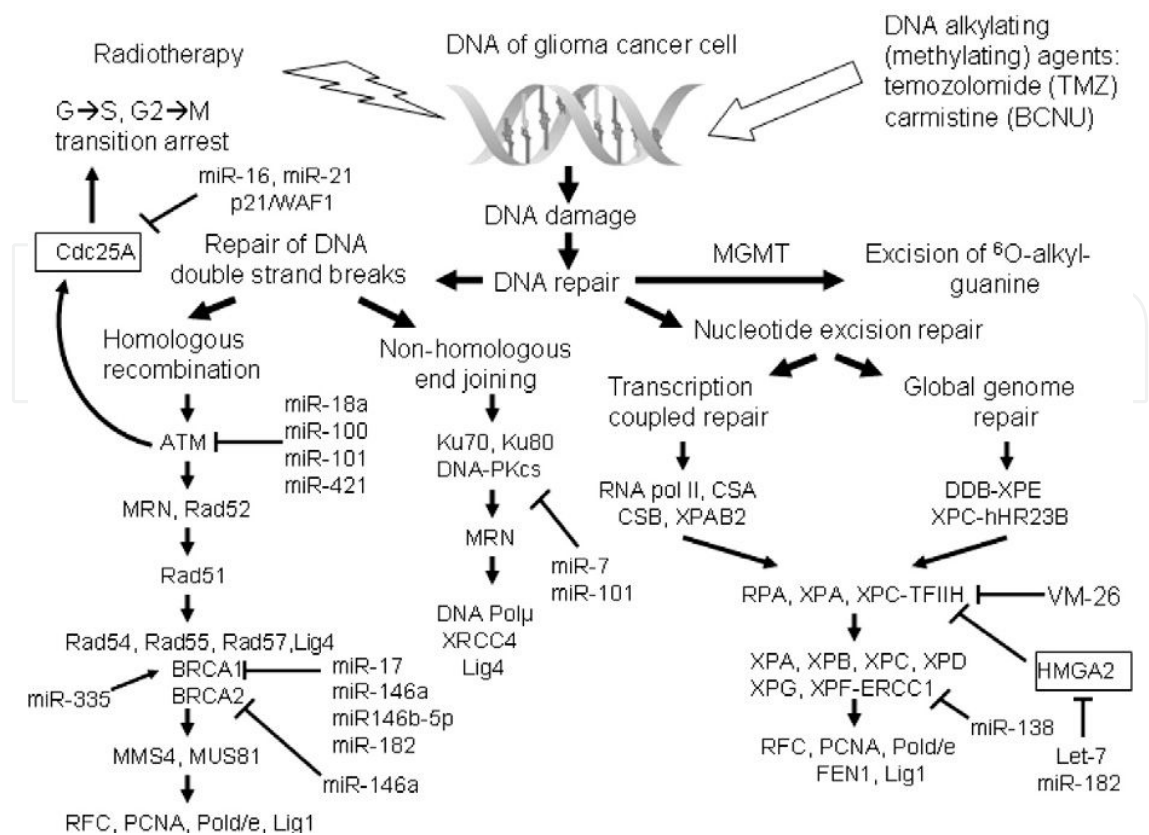 Radiotherapy
DNA of glioma cancer cell
DNA alkylating
(methylating) agents:
temozolomide (TMZ)
carmistine (BCNU)
G→S, G2→M
transition arrest
miR-16, miR-21
p21/WAF1
Cdc25A
DNA damage
Repair of DNA
double strand breaks
DNA repair
MGMT
Excision of ⁶O-alkyl-
guanine
Homologous
recombination
Non-homologous
end joining
Nucleotide excision repair
Transcription
coupled repair
Global genome
repair
ATM
miR-18a
miR-100
miR-101
miR-421
Ku70, Ku80
DNA-PKcs
RNA pol II, CSA
CSB, XPAB2
DDB-XPE
XPC-hHR23B
MRN, Rad52
MRN
miR-7
miR-101
Rad51
RPA, XPA, XPC-TFIIH
VM-26
DNA Polµ
XRCC4
Lig4
Rad54, Rad55, Rad57,Lig4
BRCA1
BRCA2
miR-335
miR-17
miR-146a
miR146b-5p
miR-182
XPA, XPB, XPC, XPD
XPG, XPF-ERCC1
HMGA2
miR-138
MMS4, MUS81
miR-146a
RFC, PCNA, Pold/e
FEN1, Lig1
Let-7
miR-182
RFC, PCNA, Pold/e, Lig1